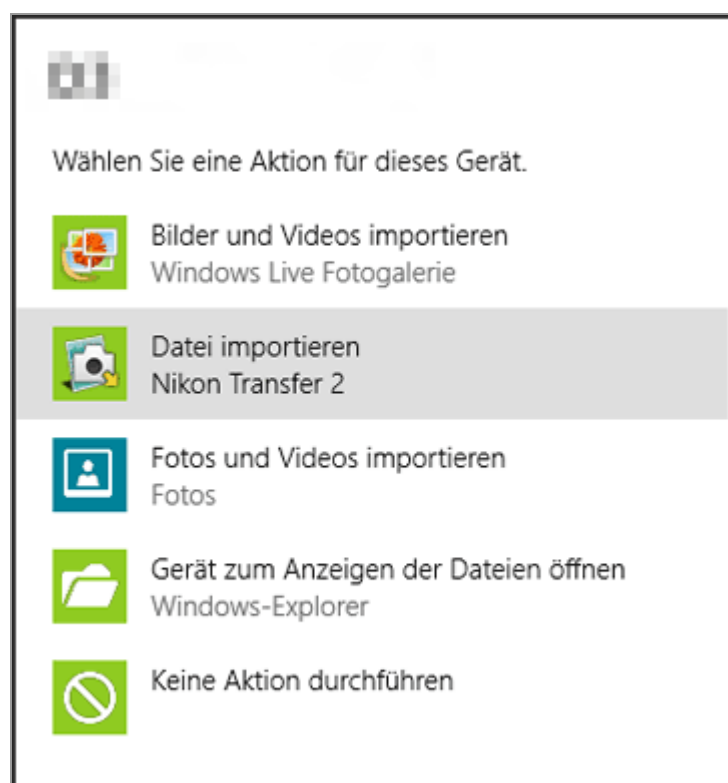 Wählen Sie eine Aktion für dieses Gerät.
Bilder und Videos importieren
Windows Live Fotogalerie
Datei importieren
Nikon Transfer 2
Fotos und Videos importieren
Fotos
Gerät zum Anzeigen der Dateien öffnen
Windows-Explorer
Keine Aktion durchführen